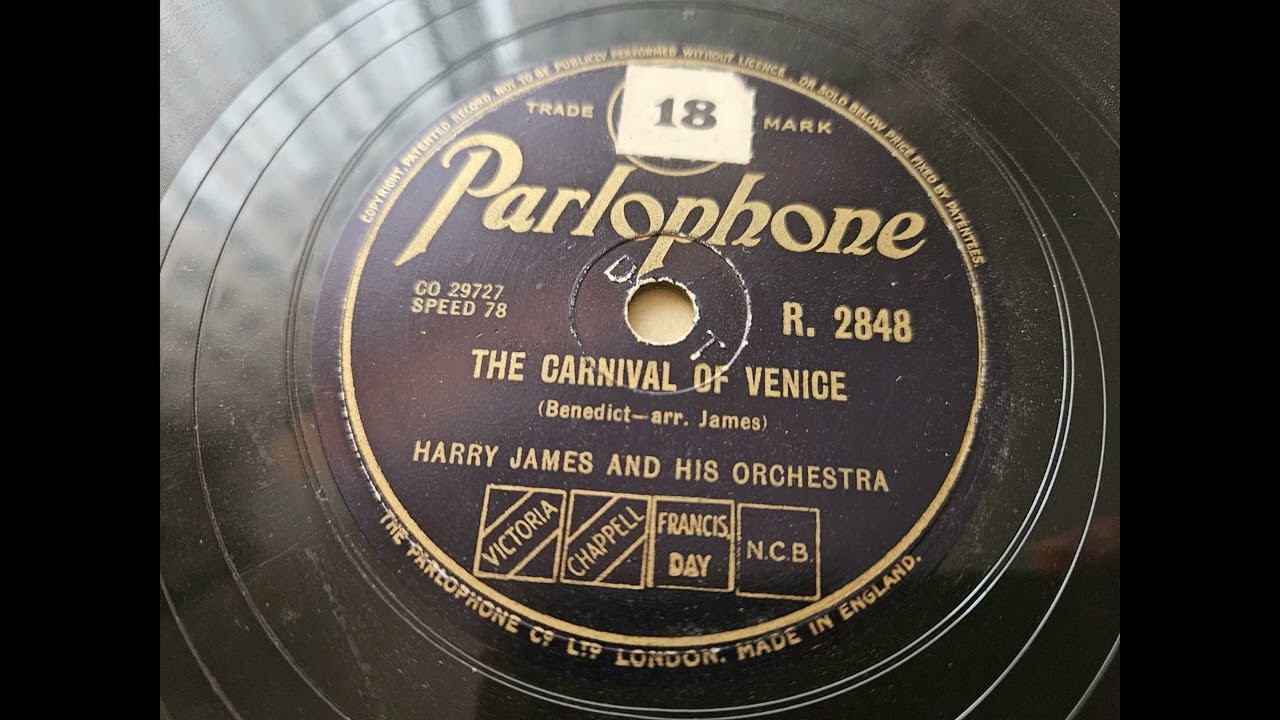 COPYRIGHT, PATENTED RECORD, NOT TO BE PUBLICLY PERFORMED WITHOUT LICENCE, OR SOLD BELOW PRICE FIXED BY PATENTEES.
TRADE 18 MARK
Parlophone
CO 29727
SPEED 78
R. 2848
D T
THE CARNIVAL OF VENICE
(Benedict—arr. James)
HARRY JAMES AND HIS ORCHESTRA
VICTORIA
CHAPPELL
FRANCIS,
DAY
N.C.B.
THE PARLOPHONE Cº LTD LONDON. MADE IN ENGLAND.